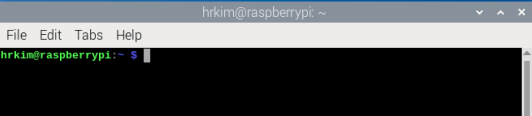 hrkim@raspberrypi: ~
File Edit Tabs Help
hrkim@raspberrypi:~ $